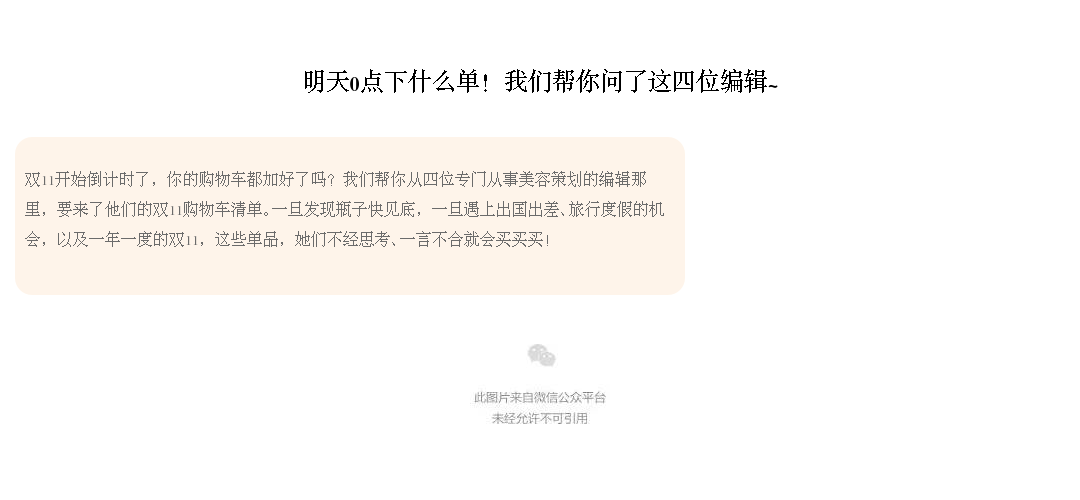 明天0点下什么单！我们帮你问了这四位编辑~
双11开始倒计时了，你的购物车都加好了吗？我们帮你从四位专门从事美容策划的编辑那
里，要来了他们的双11购物车清单。一旦发现瓶子快见底，一旦遇上出国出差、旅行度假的机
会，以及一年一度的双11，这些单品，她们不经思考、一言不合就会买买买！
此图片来自微信公众平台
未经允许不可引用